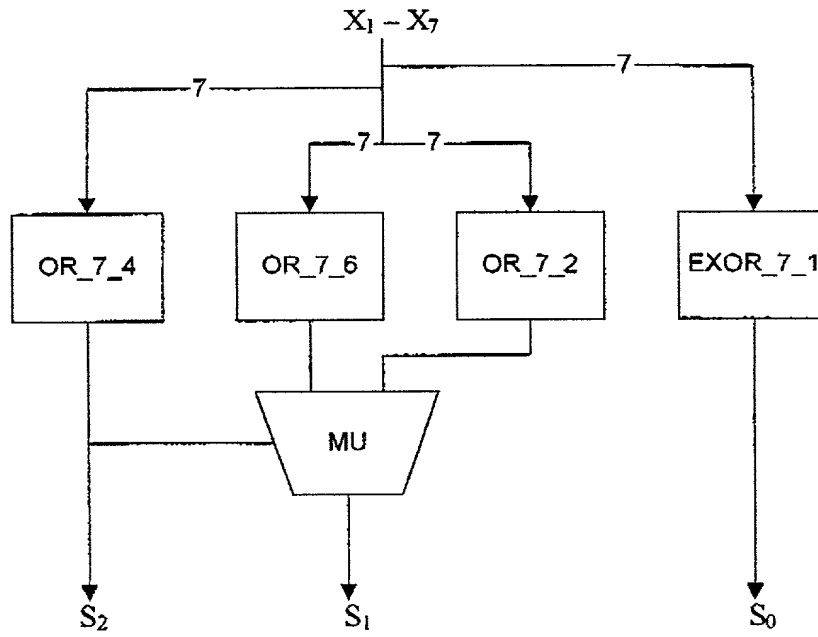 X₁ – X₇
7
7
7 7
OR_7_4 OR_7_6 OR_7_2 EXOR_7_1
MU
S₂ S₁ S₀